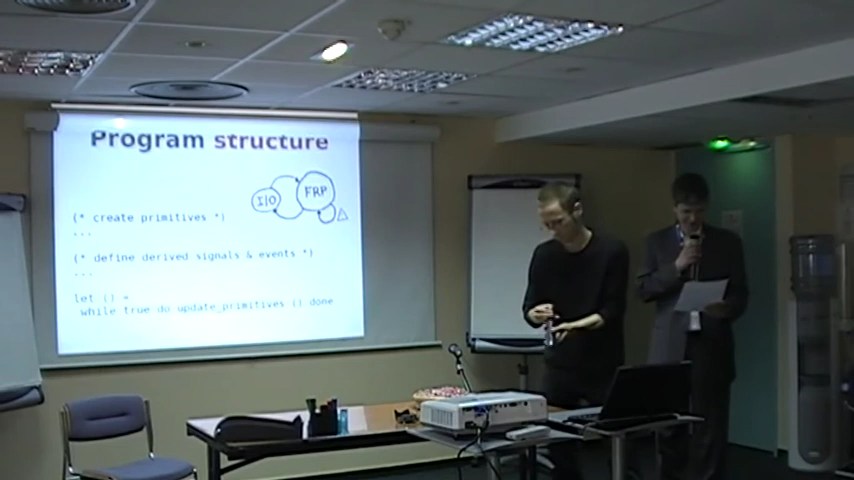 Program structure
I/O
FRP
(* create primitives *)
...
(* define derived signals & events *)
...
let () =
while true do update_primitives () done